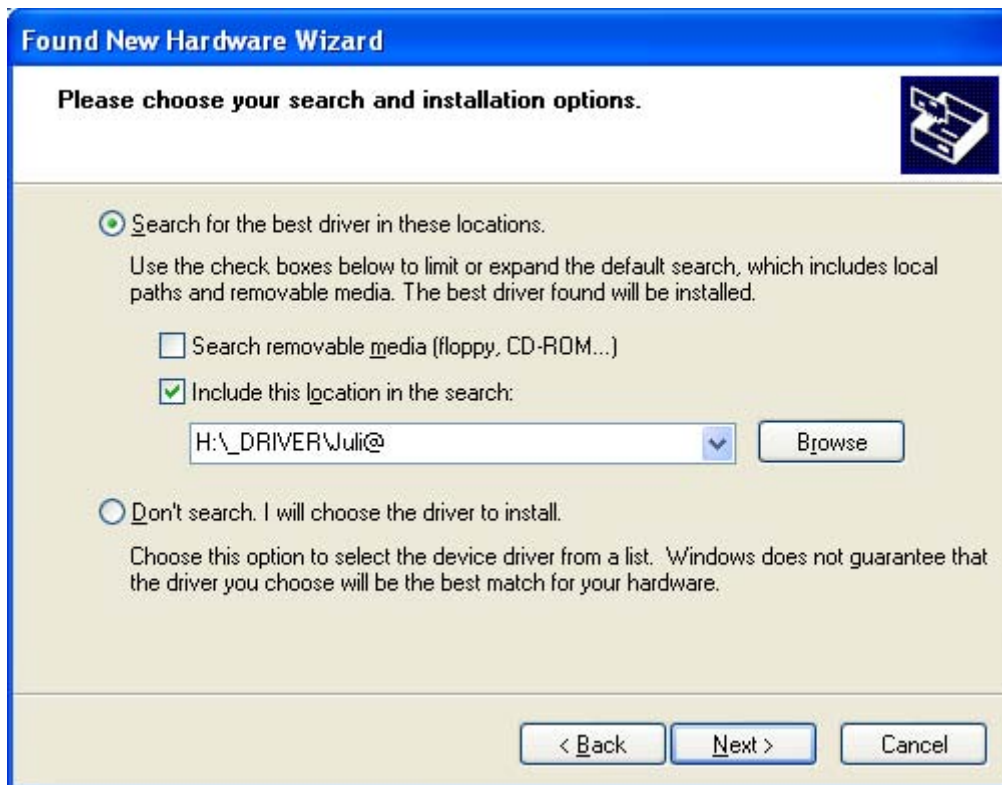 Found New Hardware Wizard
Please choose your search and installation options.
Search for the best driver in these locations.
Use the check boxes below to limit or expand the default search, which includes local
paths and removable media. The best driver found will be installed.
Search removable media (floppy, CD-ROM...)
Include this location in the search:
H:\_DRIVER\Juli@
Browse
Don't search. I will choose the driver to install.
Choose this option to select the device driver from a list. Windows does not guarantee that
the driver you choose will be the best match for your hardware.
< Back Next > Cancel